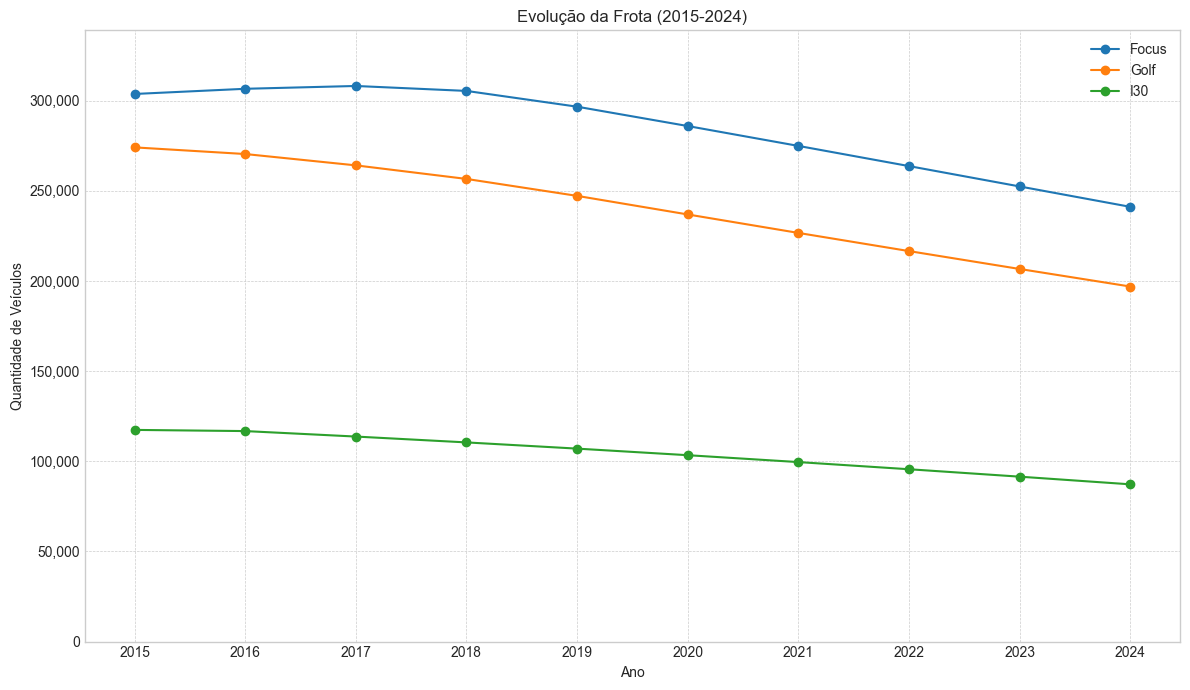 Evolução da Frota (2015-2024)
Focus
Golf
I30
Quantidade de Veículos
300,000
250,000
200,000
150,000
100,000
50,000
0
2015 2016 2017 2018 2019 2020 2021 2022 2023 2024
Ano